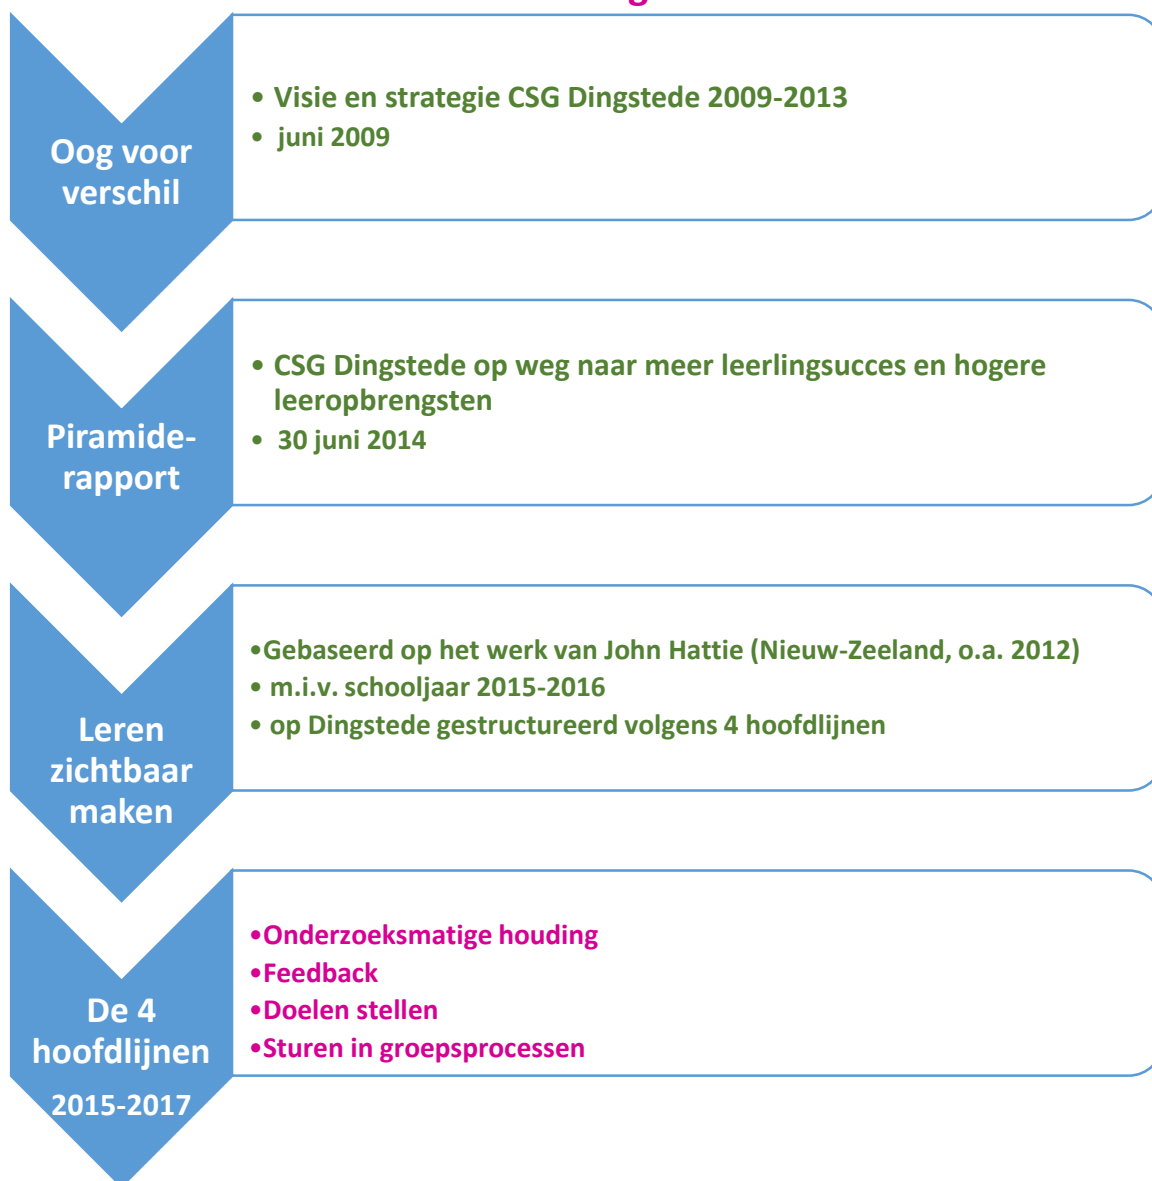 Oog voor
verschil
• Visie en strategie CSG Dingstede 2009-2013
• juni 2009
Piramide-
rapport
• CSG Dingstede op weg naar meer leerlingsucces en hogere
leeropbrengsten
• 30 juni 2014
Leren
zichtbaar
maken
•Gebaseerd op het werk van John Hattie (Nieuw-Zeeland, o.a. 2012)
• m.i.v. schooljaar 2015-2016
• op Dingstede gestructureerd volgens 4 hoofdlijnen
De 4
hoofdlijnen
2015-2017
•Onderzoeksmatige houding
•Feedback
•Doelen stellen
•Sturen in groepsprocessen